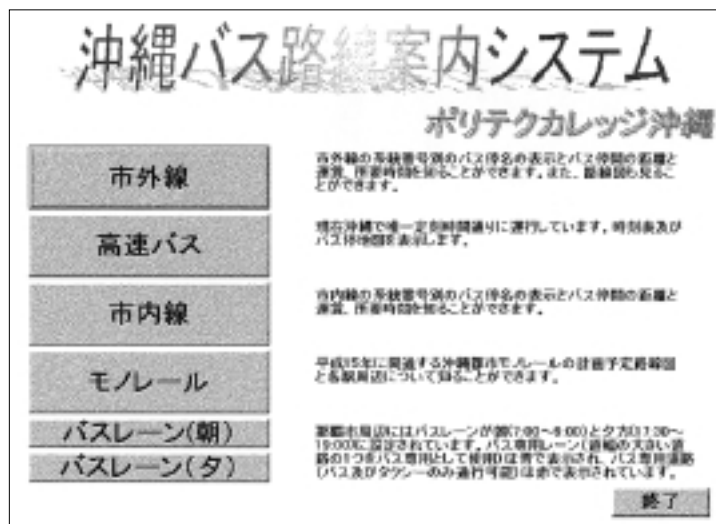 沖縄バス路線案内システム
ポリテクカレッジ沖縄
市外線
市外線の系統番号別のバス停名の表示とバス停間の距離と
運賃、所要時間を知ることができます。また、路線図も見るこ
とができます。
高速バス
現在沖縄で唯一定刻時間通りに運行しています。時刻表及び
バス停地図を表示します。
市内線
市内線の系統番号別のバス停名の表示とバス停間の距離と
運賃、所要時間を知ることができます。
モノレール
平成15年に開通する沖縄都市モノレールの計画予定路線図
と各駅周辺について知ることができます。
バスレーン(朝)
バスレーン(夕)
那覇市周辺にはバスレーンが朝(7:00～9:00)と夕方(17:30～
19:00)に設定されています。バス専用レーン(道幅の大きい道
路の1つをバス専用として使用)は青で表示され、バス専用道路
(バス及びタクシーのみ通行可能)は赤で表示されています。
終了